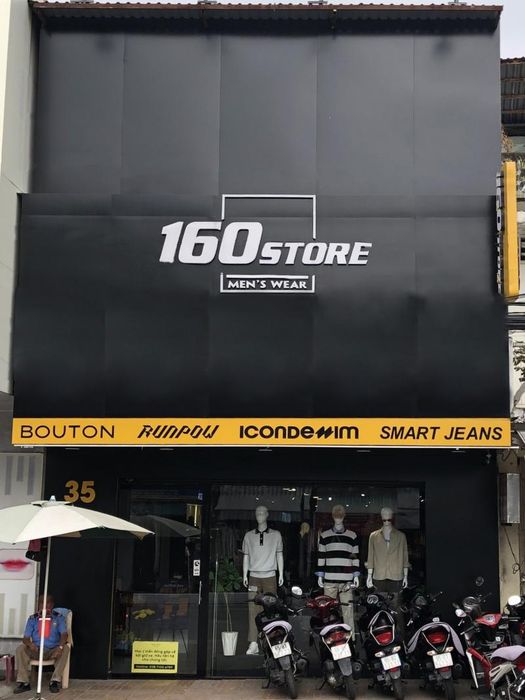 160STORE
MEN'S WEAR
BOUTON RUNPOW ICONDENIM SMART JEANS
35